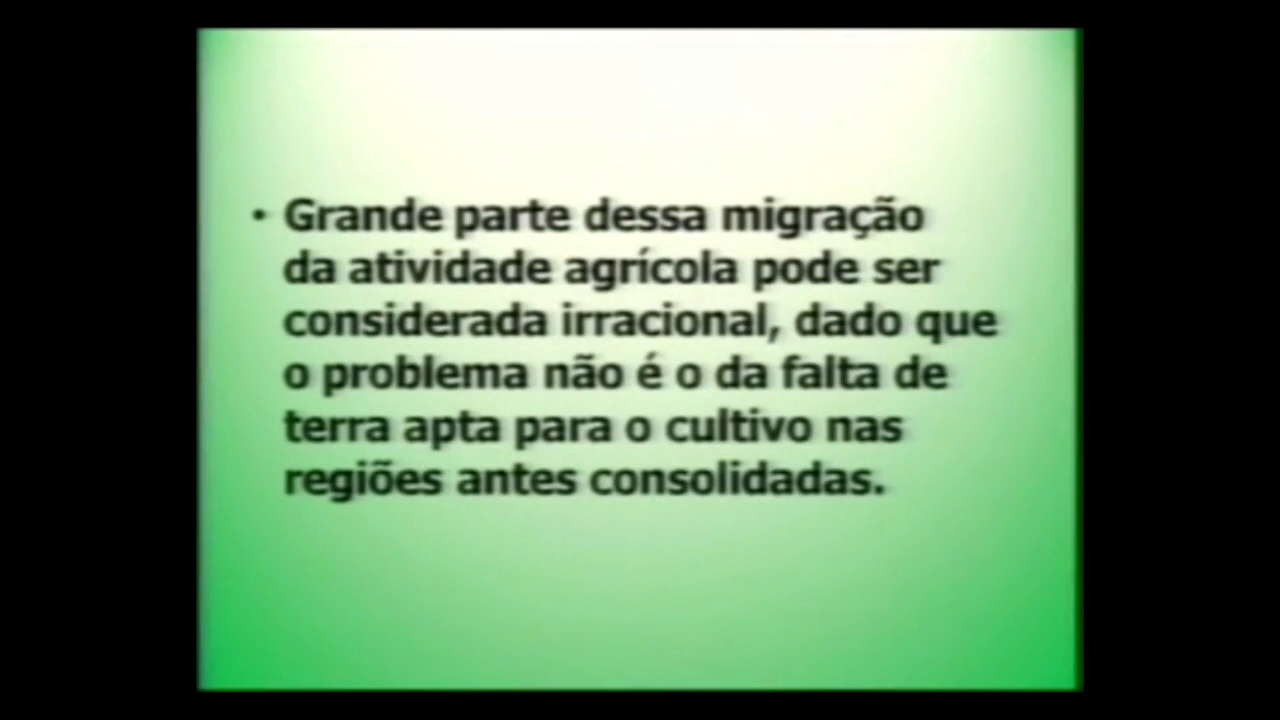 • Grande parte dessa migração
da atividade agrícola pode ser
considerada irracional, dado que
o problema não é o da falta de
terra apta para o cultivo nas
regiões antes consolidadas.